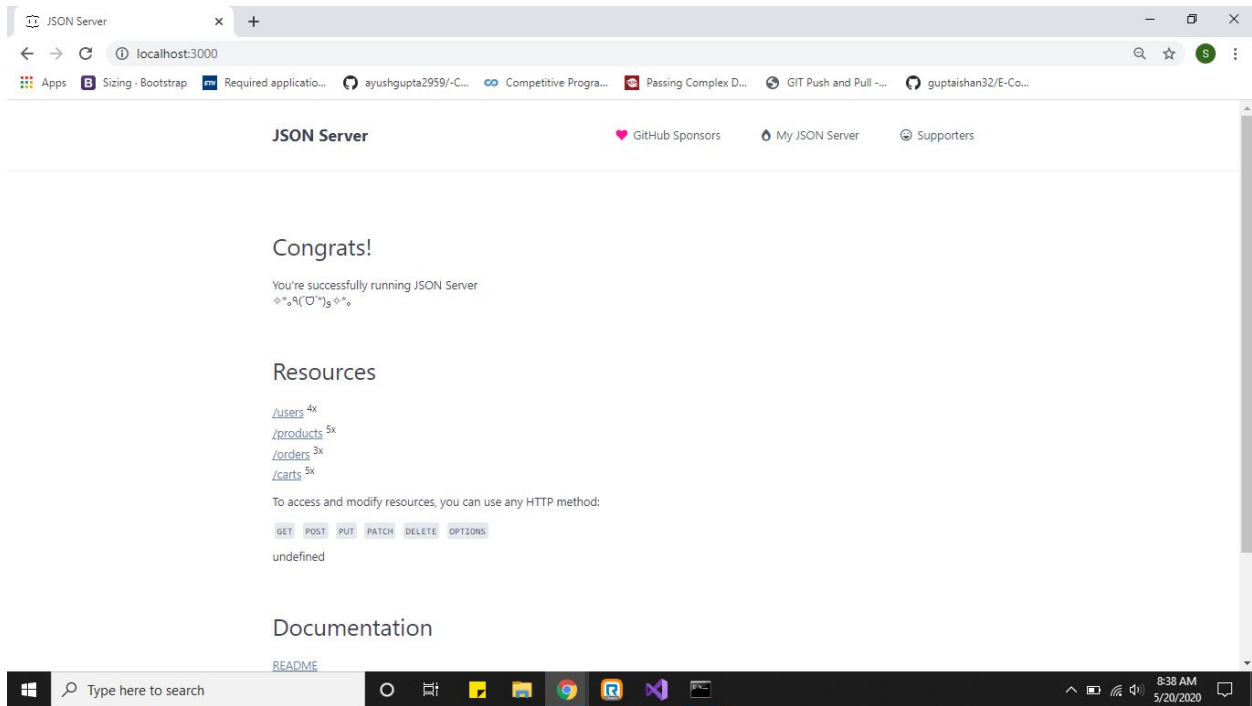 JSON Server
localhost:3000
S
Apps B Sizing · Bootstrap ETH Required applicatio... ayushgupta2959/-C... Competitive Progra... Passing Complex D... GIT Push and Pull -... guptaishan32/E-Co...
JSON Server GitHub Sponsors My JSON Server Supporters
Congrats!
You're successfully running JSON Server
✧*｡٩(ˊᗜˋ*)و✧*｡
Resources
/users 4x
/products 5x
/orders 3x
/carts 5x
To access and modify resources, you can use any HTTP method:
GET POST PUT PATCH DELETE OPTIONS
undefined
Documentation
README
Type here to search
8:38 AM
5/20/2020